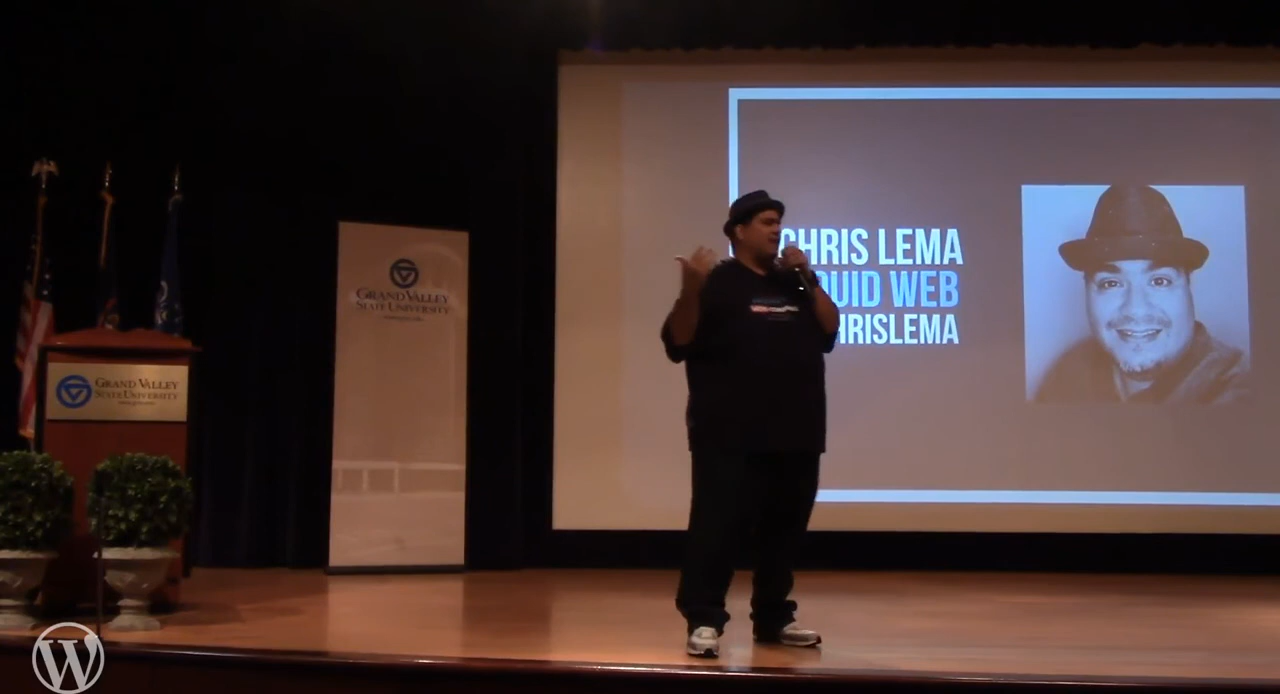 GRAND VALLEY
STATE UNIVERSITY
GRAND VALLEY
STATE UNIVERSITY
CHRIS LEMA
QUID WEB
HRISLEMA
W